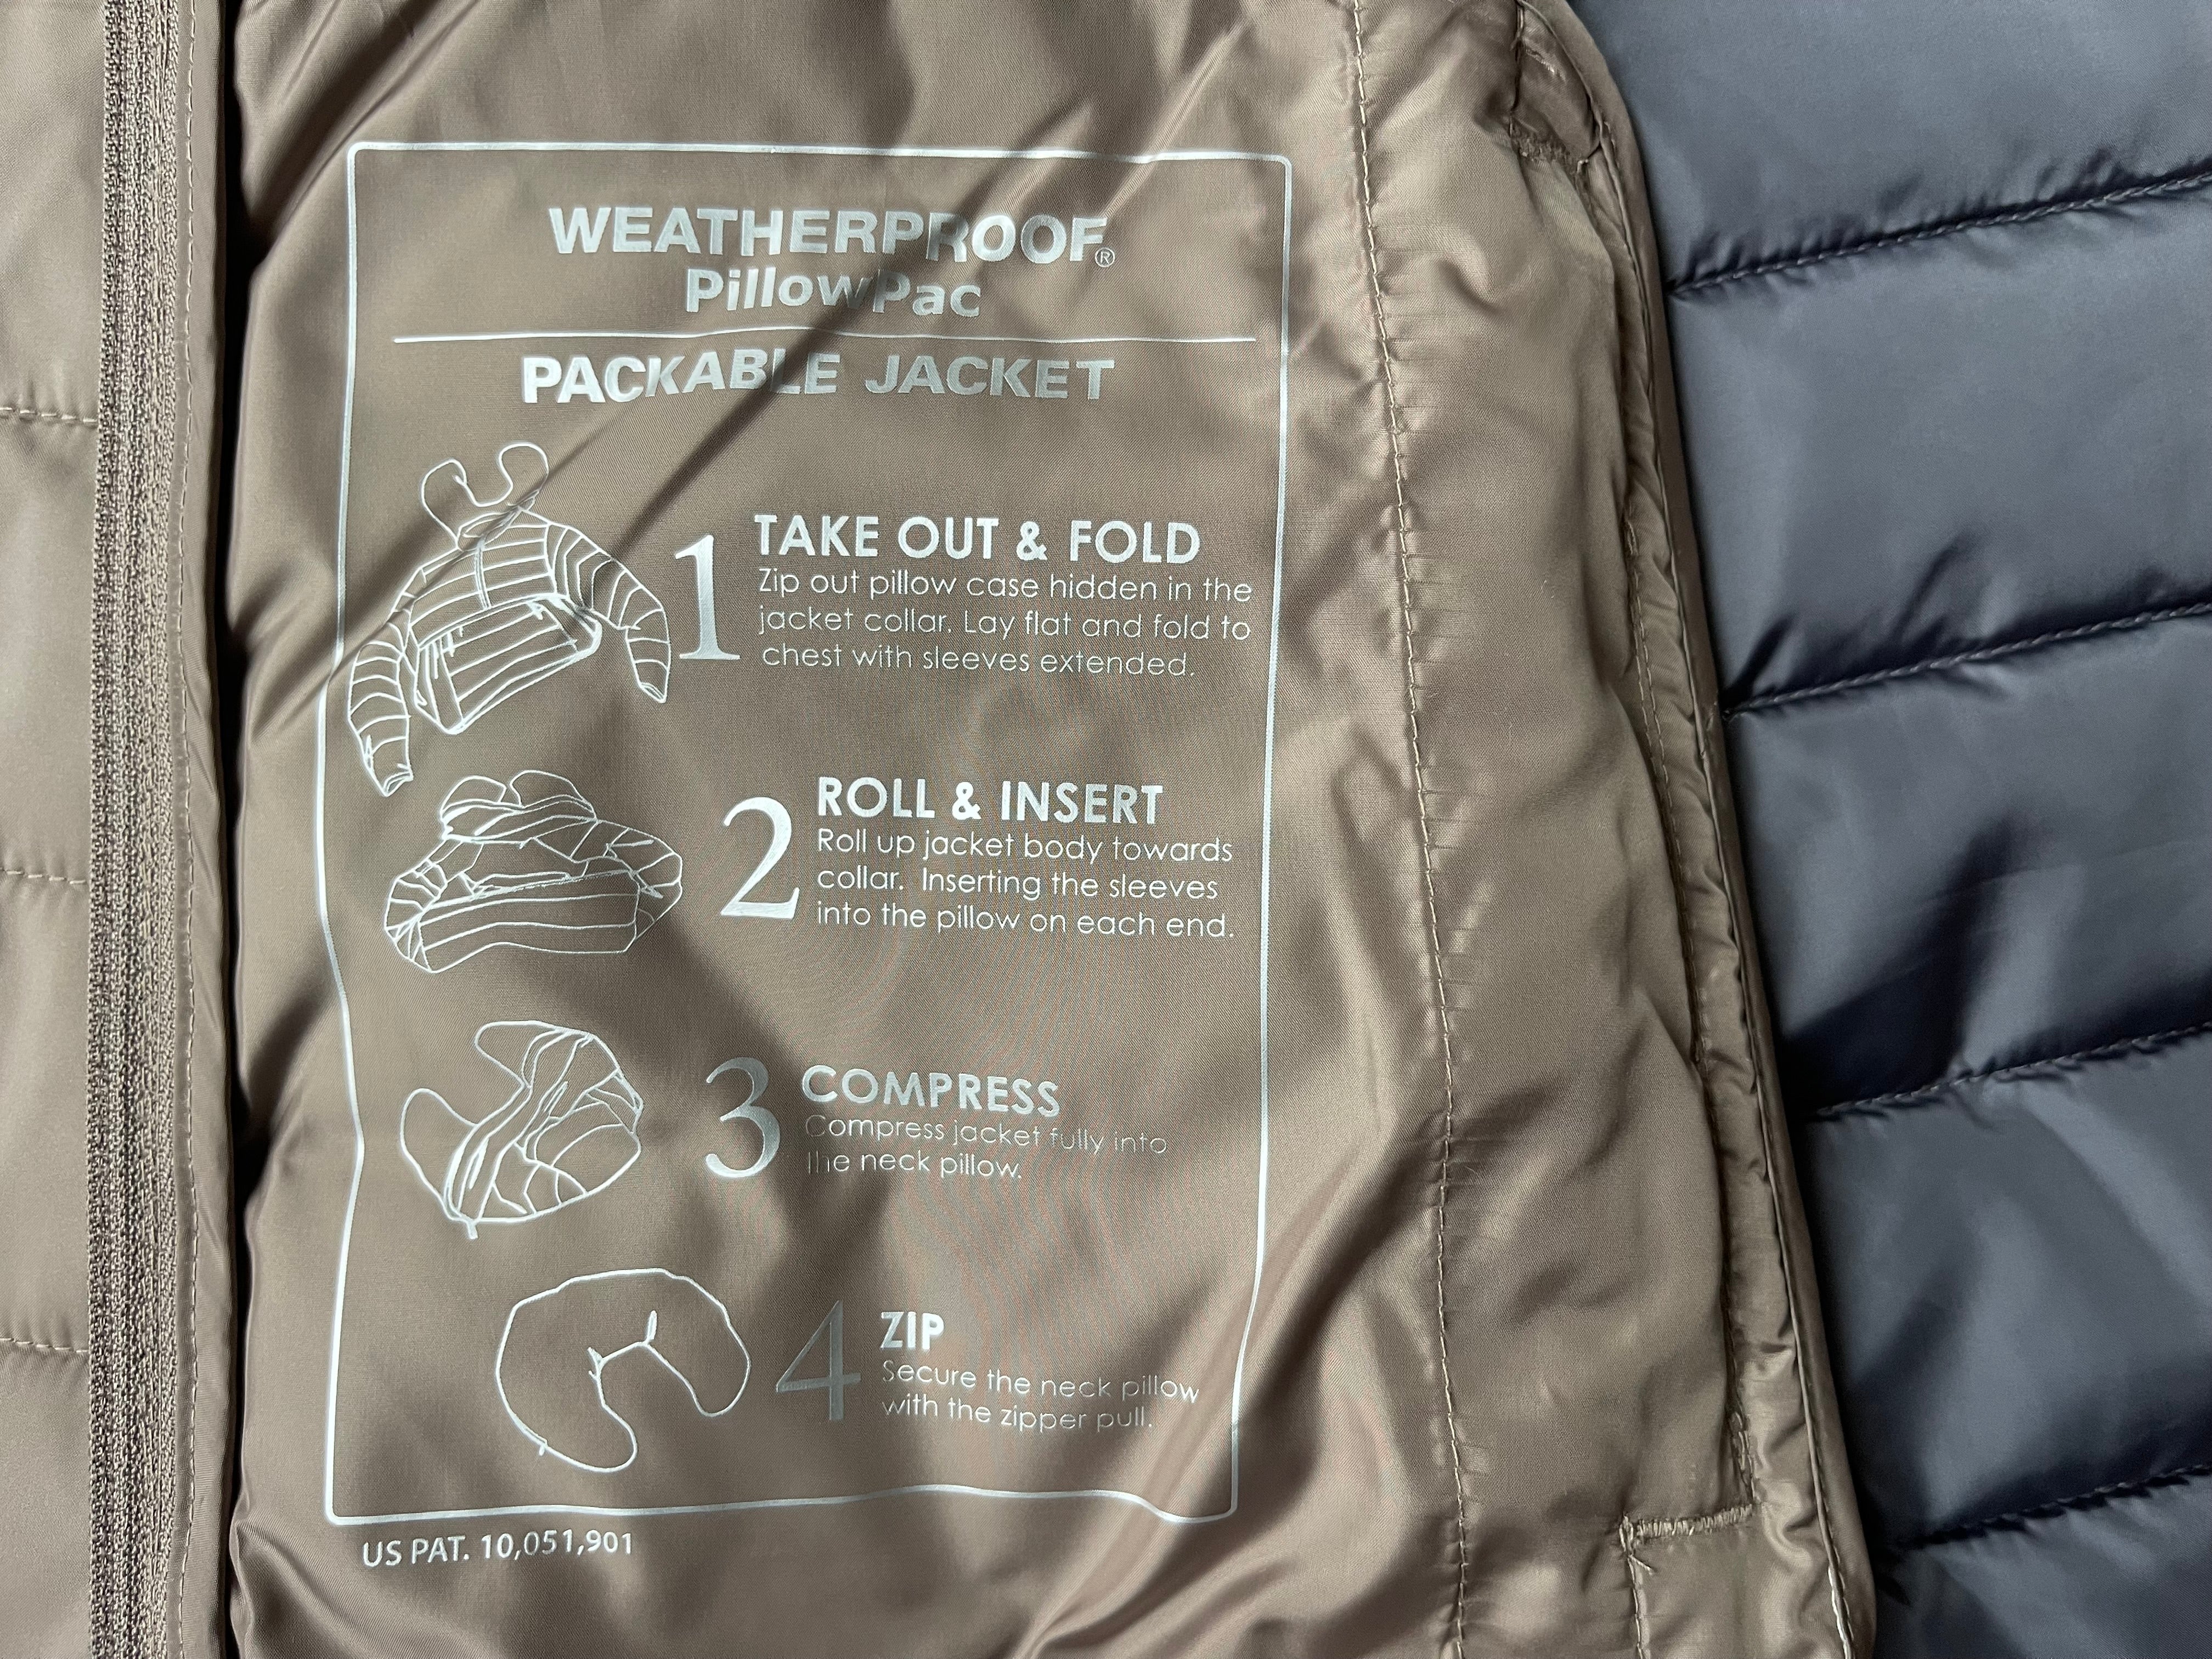 WEATHERPROOF®
PillowPac
PACKABLE JACKET
1
TAKE OUT & FOLD
Zip out pillow case hidden in the
jacket collar. Lay flat and fold to
chest with sleeves extended.
2
ROLL & INSERT
Roll up jacket body towards
collar. Inserting the sleeves
into the pillow on each end.
3
COMPRESS
Compress jacket fully into
the neck pillow.
4
ZIP
Secure the neck pillow
with the zipper pull.
US PAT. 10,051,901